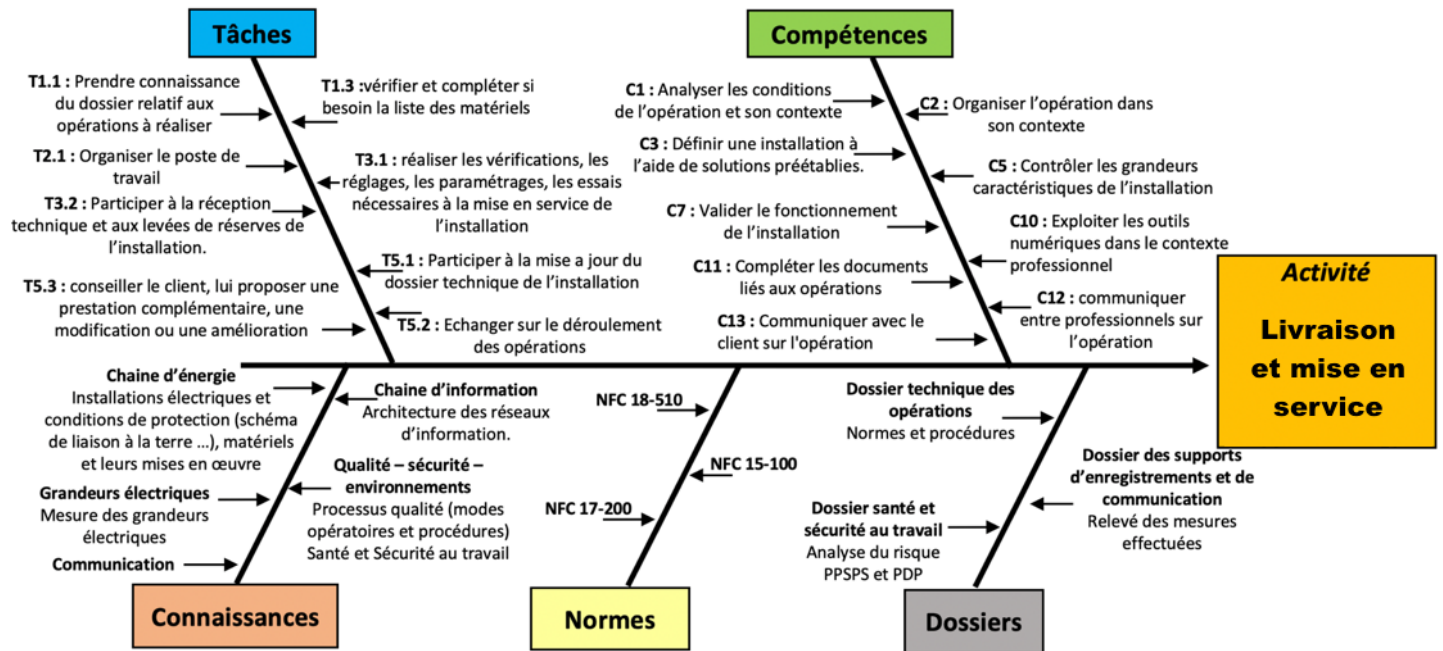 Tâches
T1.1 : Prendre connaissance
du dossier relatif aux
opérations à réaliser
T1.3 :vérifier et compléter si
besoin la liste des matériels
T2.1 : Organiser le poste de
travail
T3.1 : réaliser les vérifications, les
réglages, les paramétrages, les essais
nécessaires à la mise en service de
l'installation
T3.2 : Participer à la réception
technique et aux levées de réserves de
l'installation.
T5.1 : Participer à la mise a jour du
dossier technique de l'installation
T5.3 : conseiller le client, lui proposer une
prestation complémentaire, une
modification ou une amélioration
T5.2 : Echanger sur le déroulement
des opérations
Compétences
C1 : Analyser les conditions
de l'opération et son contexte
C2 : Organiser l'opération dans
son contexte
C3 : Définir une installation à
l'aide de solutions préétablies.
C5 : Contrôler les grandeurs
caractéristiques de l'installation
C7 : Valider le fonctionnement
de l'installation
C10 : Exploiter les outils
numériques dans le contexte
professionnel
C11 : Compléter les documents
liés aux opérations
C12 : communiquer
entre professionnels sur
l'opération
C13 : Communiquer avec le
client sur l'opération
Activité
Livraison
et mise en
service
Chaine d'énergie
Installations électriques et
conditions de protection (schéma
de liaison à la terre ...), matériels
et leurs mises en œuvre
Chaine d'information
Architecture des réseaux
d'information.
Grandeurs électriques
Mesure des grandeurs
électriques
Qualité – sécurité –
environnements
Processus qualité (modes
opératoires et procédures)
Santé et Sécurité au travail
Communication
Connaissances
NFC 18-510
NFC 15-100
NFC 17-200
Normes
Dossier technique des
opérations
Normes et procédures
Dossier des supports
d'enregistrements et de
communication
Relevé des mesures
effectuées
Dossier santé et
sécurité au travail
Analyse du risque
PPSPS et PDP
Dossiers